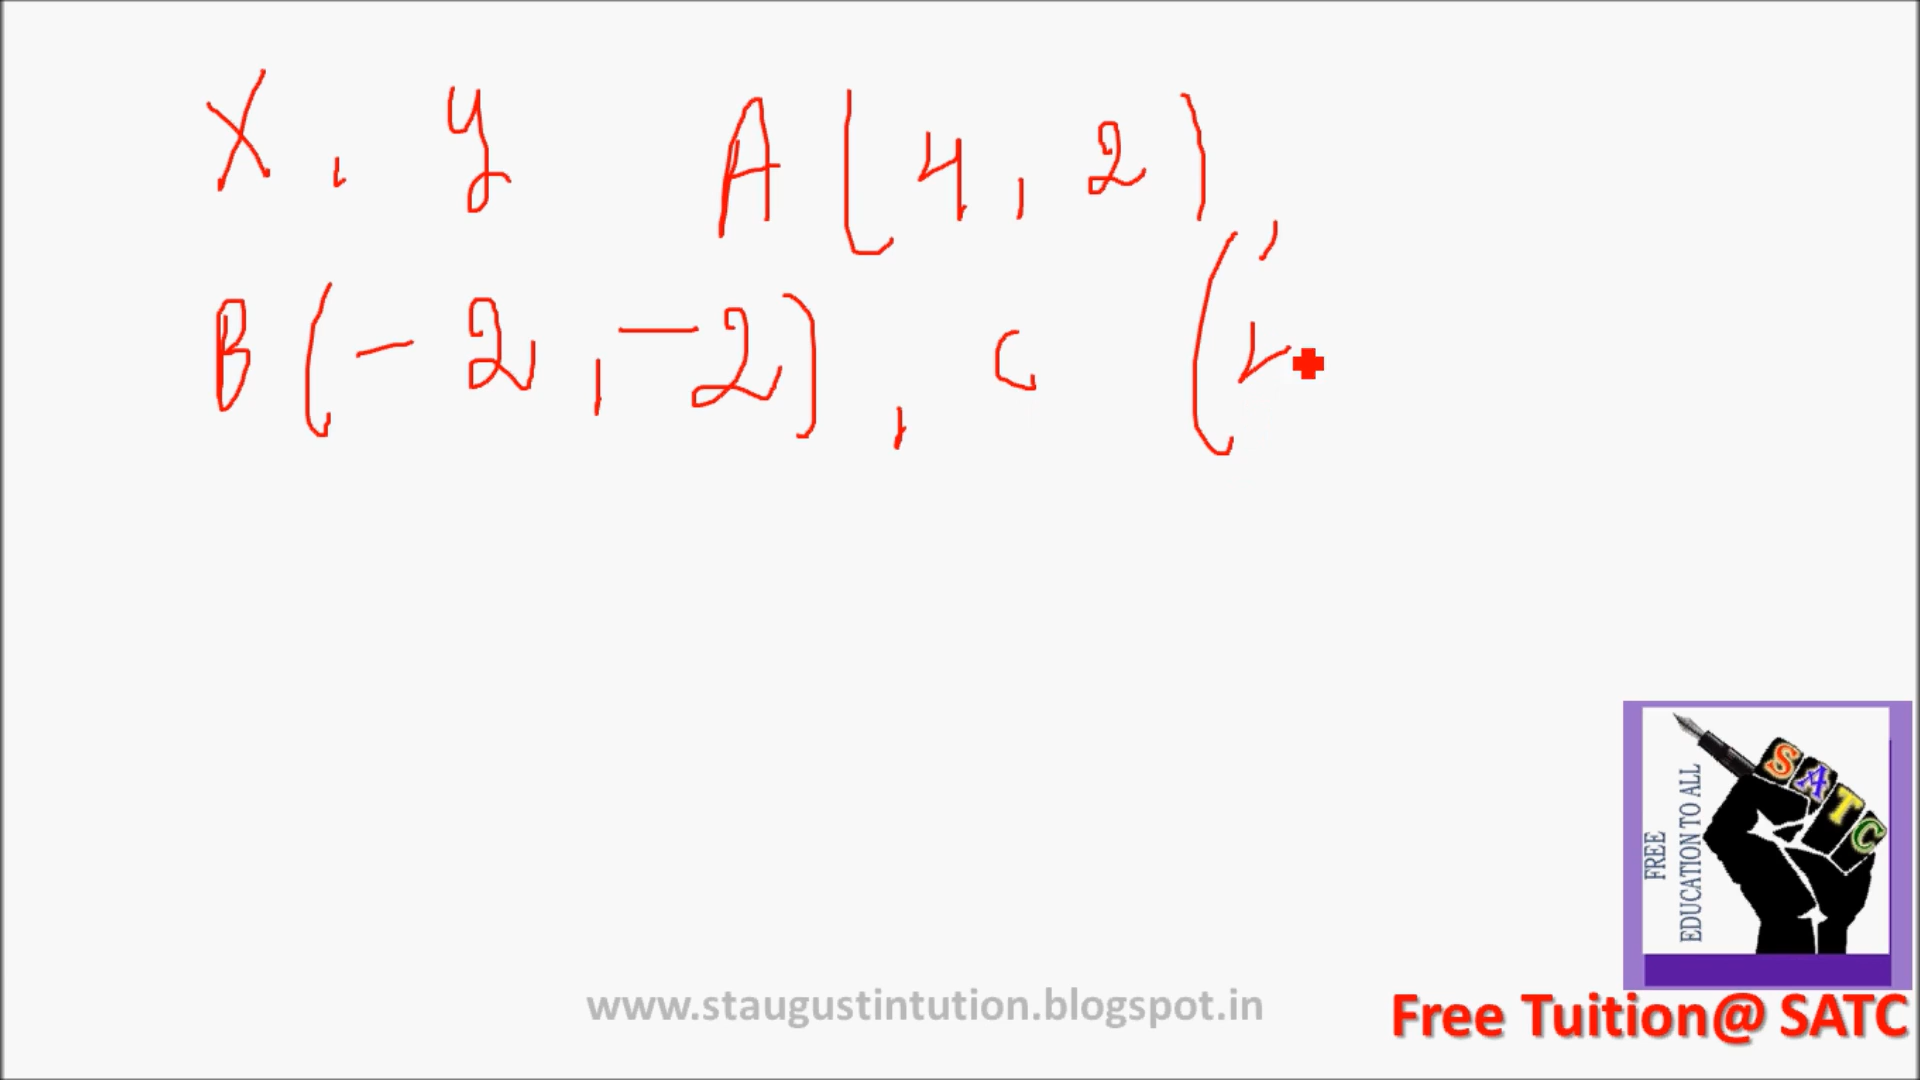 X, y A(4, 2),
B(-2, -2), C (
SATC
FREE
EDUCATION TO ALL
www.staugustintution.blogspot.in
Free Tuition@ SATC